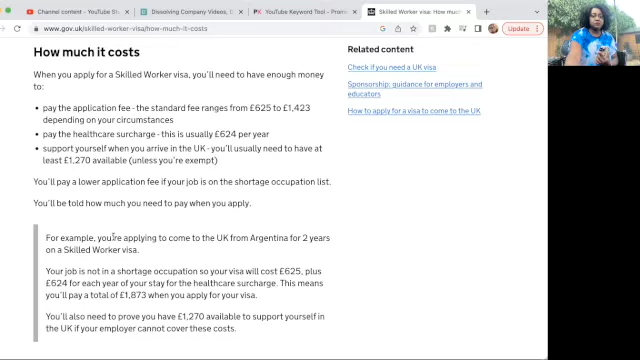 YouTube St
Dissolving Company Videos, C
YouTube Keyword Tool - Prom
Skilled Worker visa: How muc
gov.uk/skilled-worker-visa/how-much-it-costs
Update
How much it costs
When you apply for a Skilled Worker visa, you'll need to have enough money
to:
pay the application fee - the standard fee ranges from £625 to £1,423
depending on your circumstances
pay the healthcare surcharge - this is usually £624 per year
support yourself when you arrive in the UK - you'll usually need to have at
least £1,270 available (unless you're exempt)
You'll pay a lower application fee if your job is on the shortage occupation list.
You'll be told how much you need to pay when you apply.
For example, you're applying to come to the UK from Argentina for 2 years
on a Skilled Worker visa.
Your job is not in a shortage occupation so your visa will cost £625, plus
£624 for each year of your stay for the healthcare surcharge. This means
you'll pay a total of £1,873 when you apply for your visa.
You'll also need to prove you have £1,270 available to support yourself in
the UK if your employer cannot cover these costs.
Related content
Check if you need a UK visa
Sponsorship: guidance for employers and
educators
How to apply for a visa to come to the UK